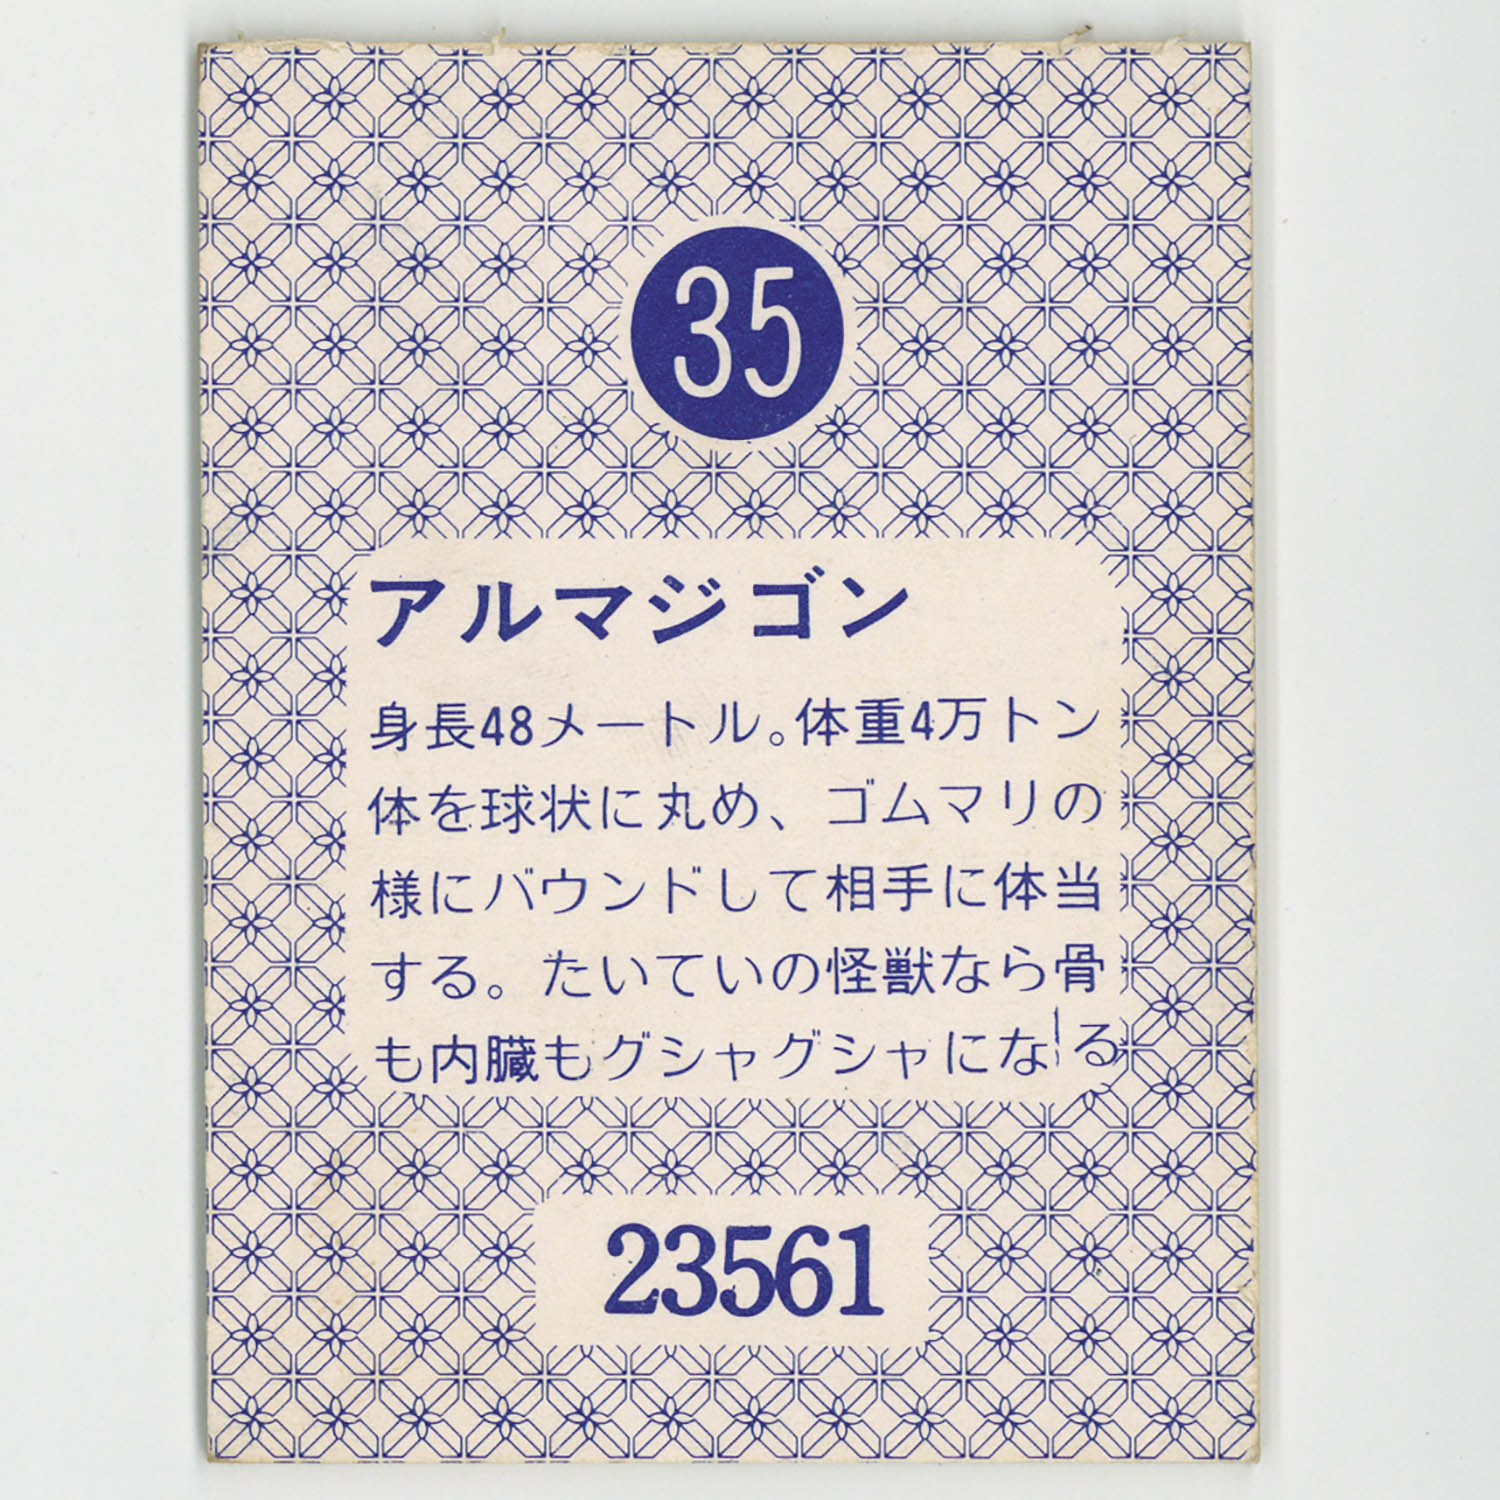 35
アルマジゴン
身長48メートル。体重4万トン
体を球状に丸め、ゴムマリの
様にバウンドして相手に体当
する。たいていの怪獣なら骨
も内臓もグシャグシャになる
23561